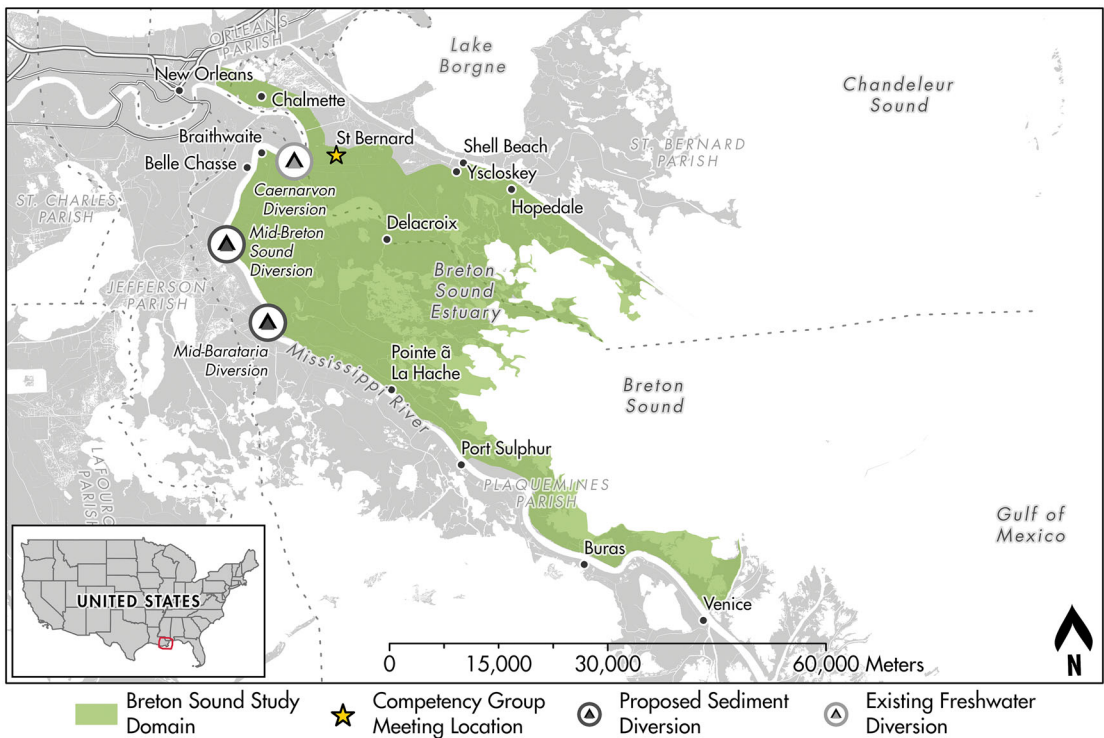 ORLEANS
PARISH
Lake
Borgne
New Orleans
Chalmette
Chandeleur
Sound
Braithwaite
St Bernard
Shell Beach
ST. BERNARD
PARISH
Belle Chasse
Yscloskey
Caernarvon
Diversion
Hopedale
ST. CHARLES
PARISH
Delacroix
Mid-Breton
Sound
Diversion
Breton
Sound
Estuary
JEFFERSON
PARISH
Mid-Barataria
Diversion
Mississippi River
Pointe ã
La Hache
Breton
Sound
Port Sulphur
LAFOURC
PARISH
PLAQUEMINES
PARISH
Gulf of
Mexico
Buras
UNITED STATES
Venice
0 15,000 30,000 60,000 Meters
N
Breton Sound Study
Domain
Competency Group
Meeting Location
Proposed Sediment
Diversion
Existing Freshwater
Diversion